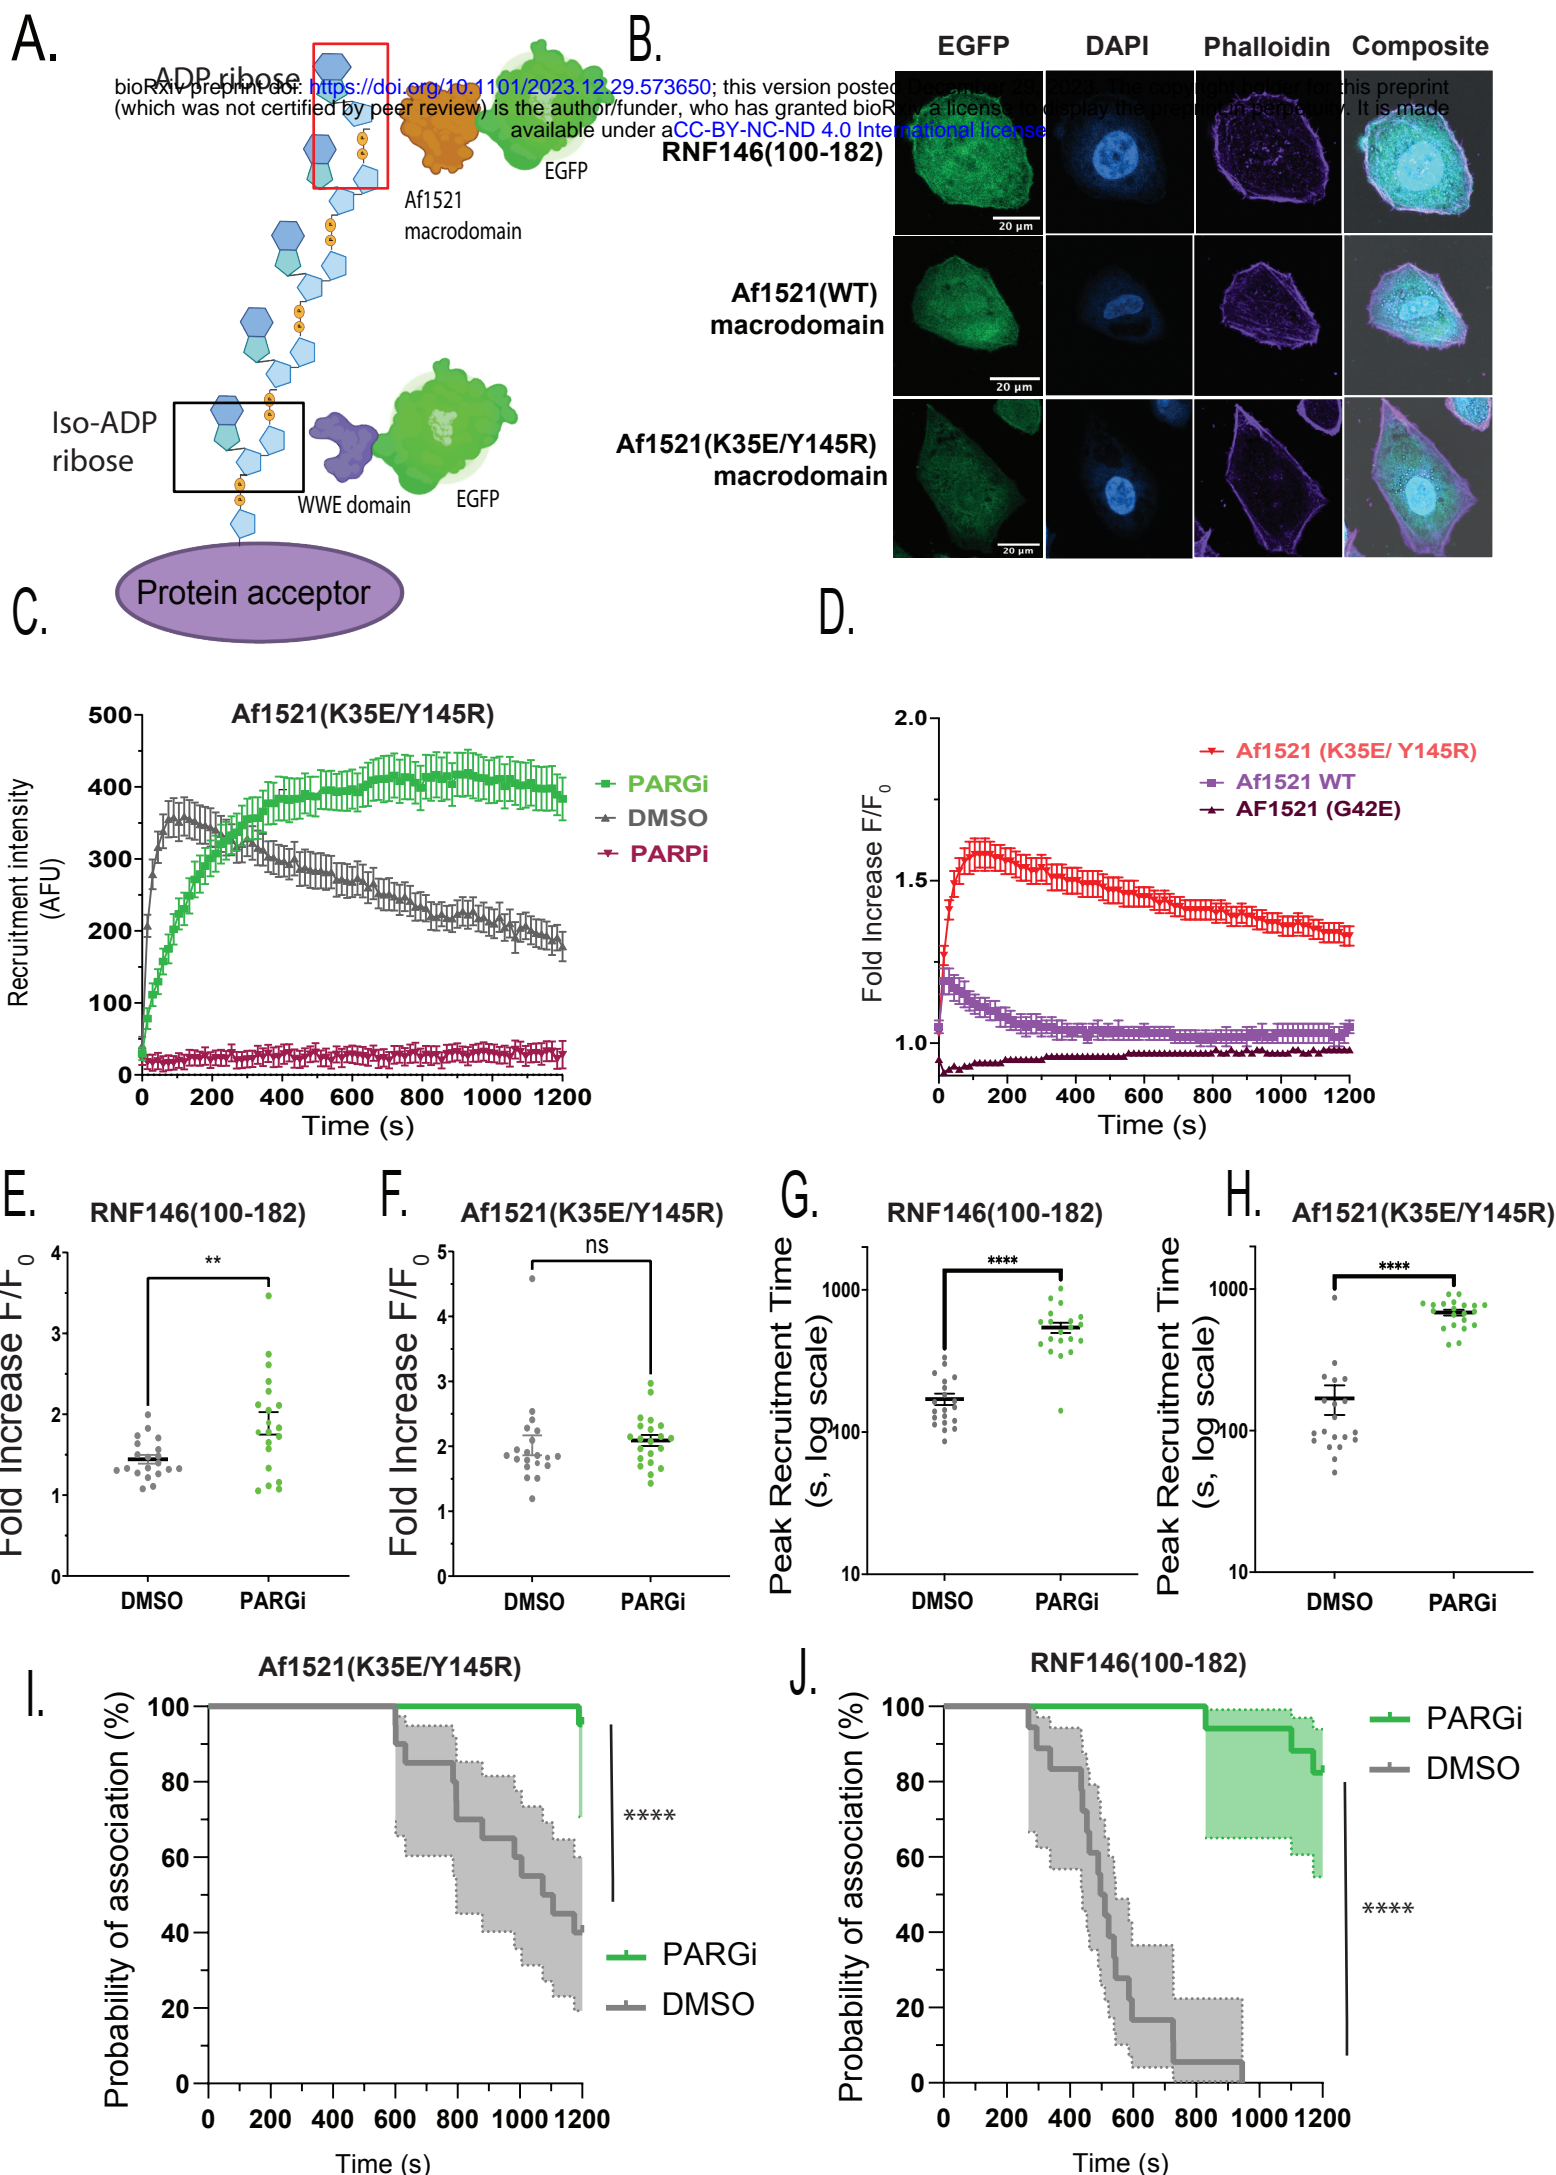 A.
B.
EGFP DAPI Phalloidin Composite
ADP ribose
bioRxiv preprint doi: https://doi.org/10.1101/2023.12.29.573650; this version posted December 29, 2023. The copyright holder for this preprint
(which was not certified by peer review) is the author/funder, who has granted bioRxiv a license to display the preprint in perpetuity. It is made
available under aCC-BY-NC-ND 4.0 International license.
EGFP
Af1521
macrodomain
RNF146(100-182)
20 µm
Af1521(WT)
macrodomain
20 µm
Af1521(K35E/Y145R)
macrodomain
20 µm
P
P
P
P
P
P
P
P
P
P
Iso-ADP
ribose
WWE domain
EGFP
Protein acceptor
C.
Af1521(K35E/Y145R)
Recruitment intensity
(AFU)
500
400
300
200
100
0
0 200 400 600 800 1000 1200
Time (s)
PARGi
DMSO
PARPi
D.
Fold Increase F/F0
2.0
1.5
1.0
0 200 400 600 800 1000 1200
Time (s)
Af1521 (K35E/ Y145R)
Af1521 WT
AF1521 (G42E)
E.
RNF146(100-182)
Fold Increase F/F0
4
3
2
1
0
**
DMSO PARGi
F.
Af1521(K35E/Y145R)
Fold Increase F/F0
5
4
3
2
1
0
ns
DMSO PARGi
G.
RNF146(100-182)
Peak Recruitment Time
(s, log scale)
1000
100
10
****
DMSO PARGi
H.
Af1521(K35E/Y145R)
Peak Recruitment Time
(s, log scale)
1000
100
10
****
DMSO PARGi
I.
Af1521(K35E/Y145R)
Probability of association (%)
100
80
60
40
20
0
0 200 400 600 800 1000 1200
Time (s)
****
PARGi
DMSO
J.
RNF146(100-182)
Probability of association (%)
100
80
60
40
20
0
0 200 400 600 800 1000 1200
Time (s)
PARGi
DMSO
****